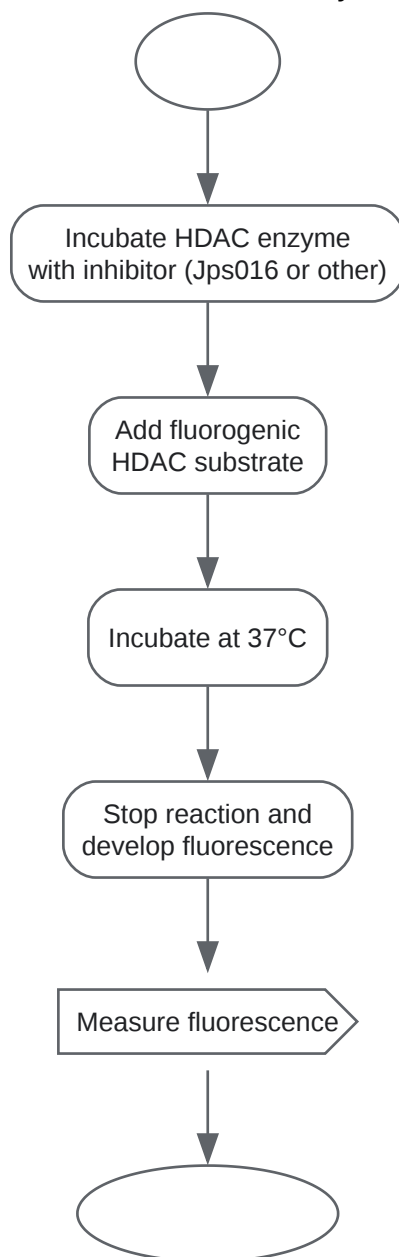 Incubate HDAC enzyme
with inhibitor (Jps016 or other)
Add fluorogenic
HDAC substrate
Incubate at 37°C
Stop reaction and
develop fluorescence
Measure fluorescence